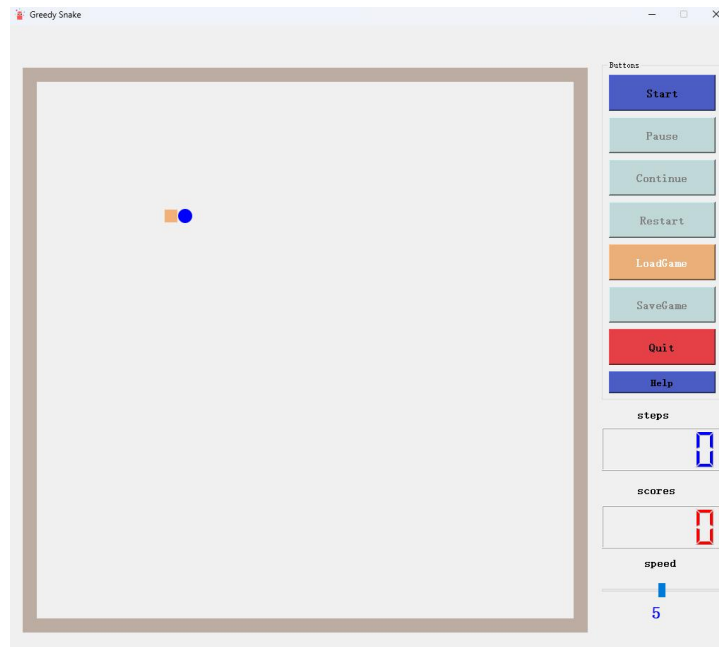 Greedy Snake
Buttons
Start
Pause
Continue
Restart
LoadGame
SaveGame
Quit
Help
steps
0
scores
0
speed
5